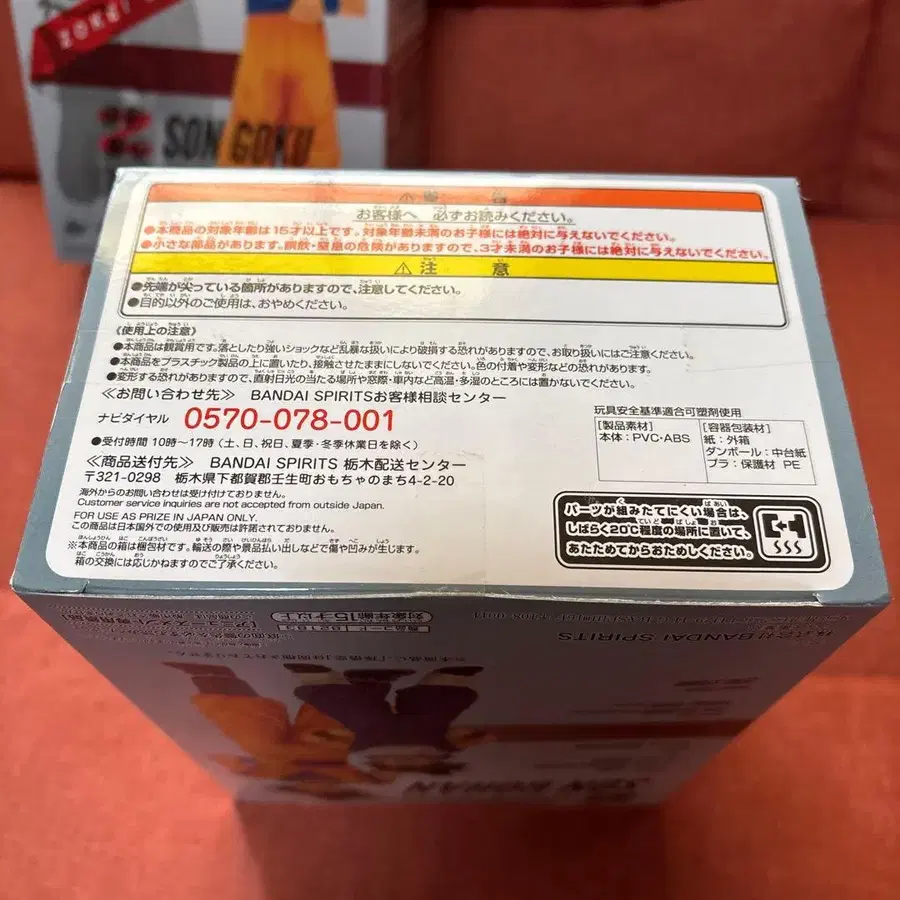 SON GOKU
お客様へ 必ずお読みください。
●本商品の対象年齢は15才以上です。対象年齢未満のお子様には絶対に与えないでください。
●小さな部品があります。誤飲・窒息の危険がありますので、3才未満のお子様には絶対に与えないでください。
⚠注 意
●先端が尖っている箇所がありますので、注意してください。
●目的以外のご使用は、おやめください。
《使用上の注意》
●本商品は観賞用です。落としたり強いショックなど乱暴な扱いにより破損する恐れがありますので、お取り扱いにはご注意ください。
●本商品をプラスチック製品の上に置いたり、接触させたままにしないでください。色の付着や変形などの恐れがあります。
●変形する恐れがありますので、直射日光の当たる場所や窓際・車内など高温・多湿のところには置かないでください。
≪お問い合わせ先≫ BANDAI SPIRITSお客様相談センター
ナビダイヤル 0570-078-001
●受付時間 10時~17時 (土、日、祝日、夏季・冬季休業日を除く)
≪商品送付先≫ BANDAI SPIRITS 栃木配送センター
〒321-0298 栃木県下都賀郡壬生町おもちゃのまち4-2-20
海外からのお問い合わせは受け付けておりません。
Customer service inquiries are not accepted from outside Japan.
FOR USE AS PRIZE IN JAPAN ONLY.
この商品は日本国外での使用及び販売は許諾されておりません。
※本商品の箱は梱包材です。輸送の際や景品払い出しなどで傷や凹みが生じます。
箱の交換には応じかねますのでご了承ください。
玩具安全基準適合可塑剤使用
[製品素材]
本体:PVC・ABS
[容器包装材]
紙:外箱
ダンボール:中台紙
プラ:保護材 PE
パーツが組みたてにくい場合は、
しばらく20℃程度の場所に置いて、
あたためてからおためしください。
対象年齢15才以上
株式会社BANDAI SPIRITS